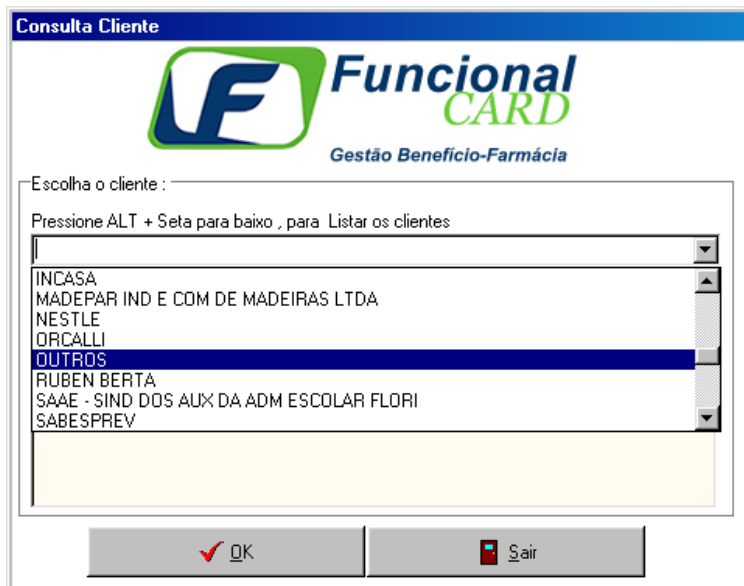 Consulta Cliente
Funcional
CARD
Gestão Benefício-Farmácia
Escolha o cliente :
Pressione ALT + Seta para baixo , para Listar os clientes
INCASA
MADEPAR IND E COM DE MADEIRAS LTDA
NESTLE
ORCALLI
OUTROS
RUBEN BERTA
SAAE - SIND DOS AUX DA ADM ESCOLAR FLORI
SABESPREV
OK
Sair